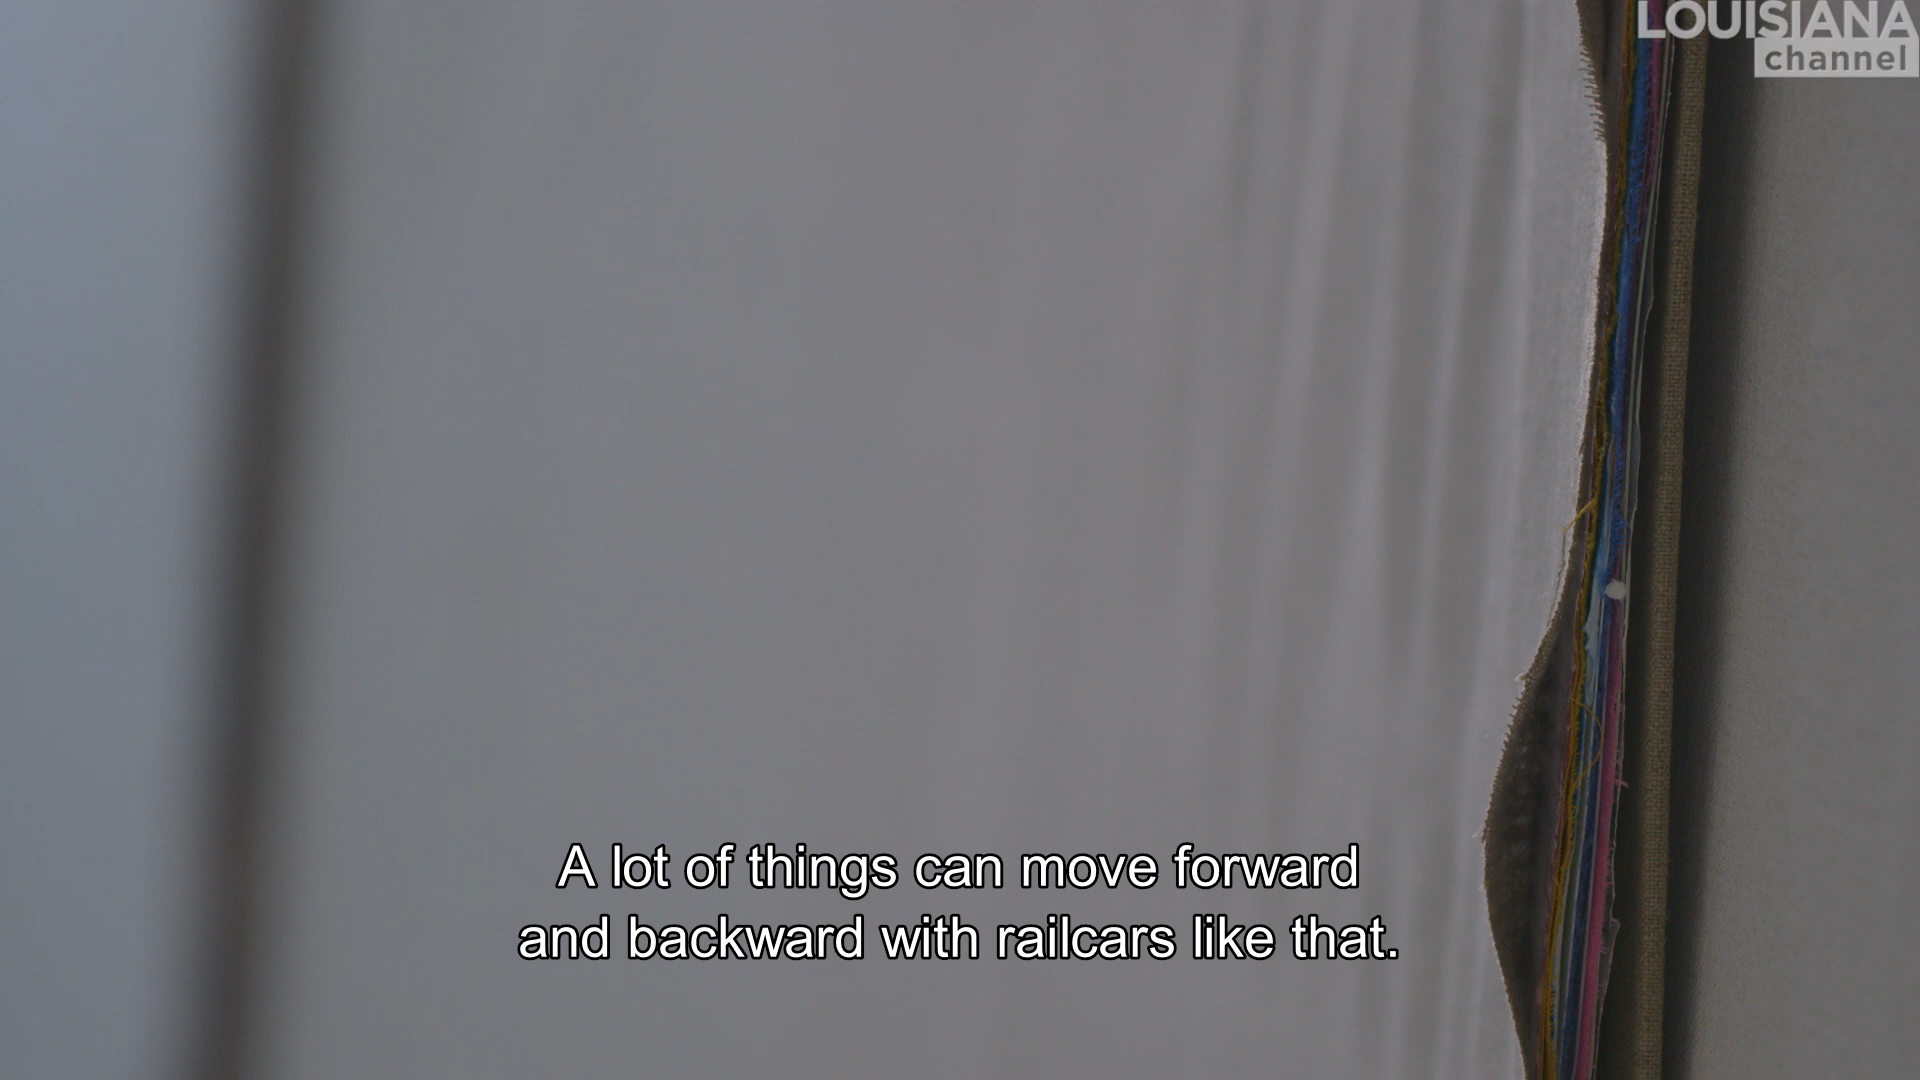 LOUISIANA
channel
A lot of things can move forward
and backward with railcars like that.